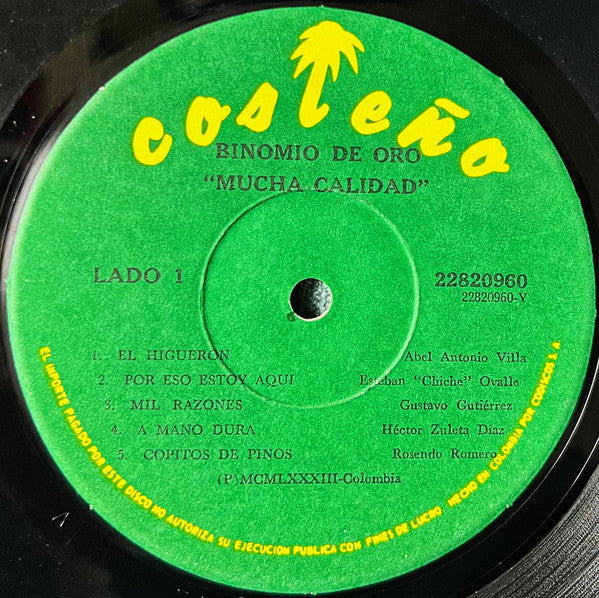 costeño
BINOMIO DE ORO
"MUCHA CALIDAD"
LADO 1
22820960
22820960-Y
1. EL HIGUERON Abel Antonio Villa
2. POR ESO ESTOY AQUI Esteban "Chiche" Ovalle
3. MIL RAZONES Gustavo Gutiérrez
4. A MANO DURA Héctor Zuleta Díaz
5. COPITOS DE PINOS Rosendo Romero
(P)MCMLXXXIII-Colombia
EL IMPORTE PAGADO POR ESTE DISCO NO AUTORIZA SU EJECUCION PUBLICA CON FINES DE LUCRO HECHO EN COLOMBIA POR CODISCOS S. A